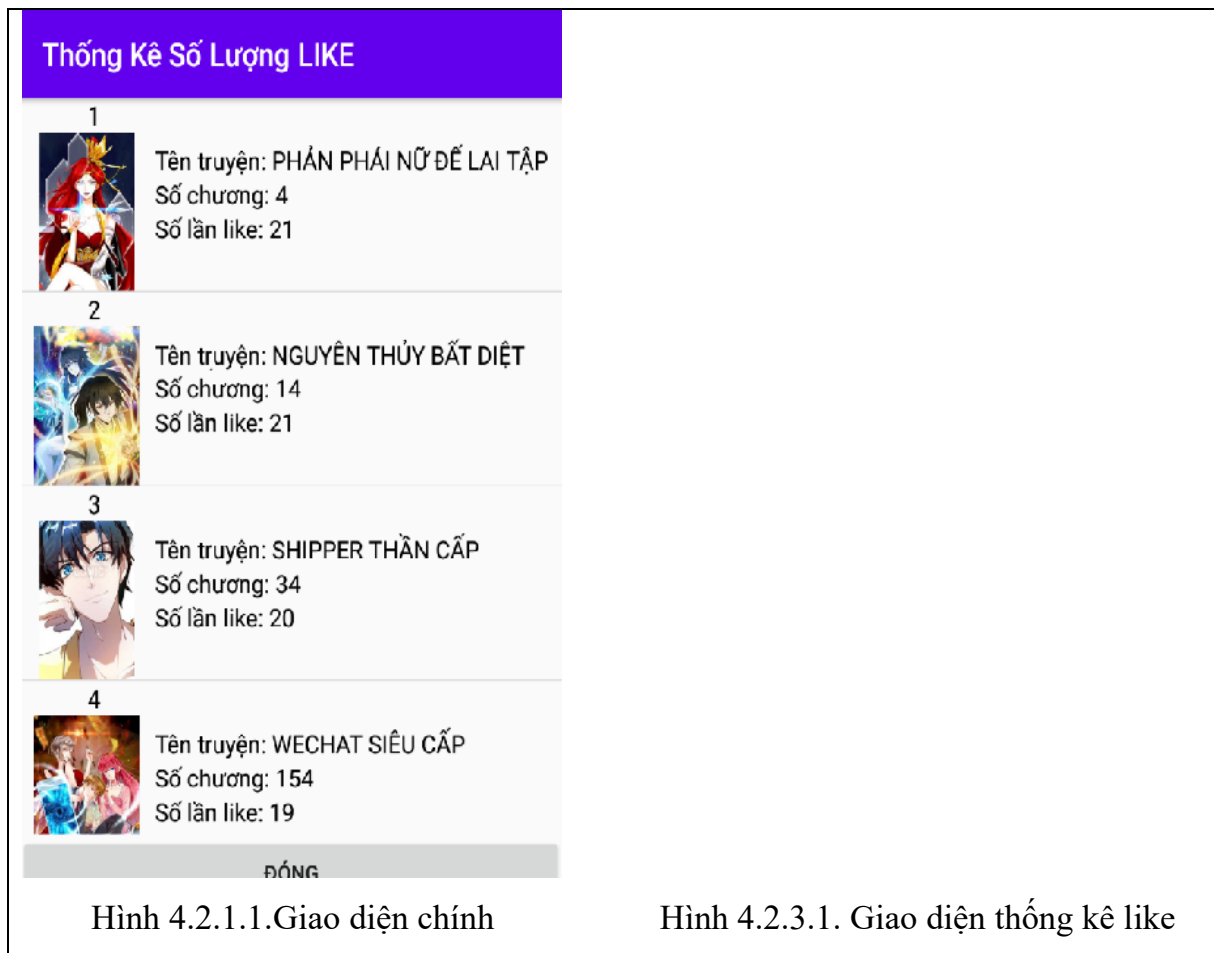 Thống Kê Số Lượng LIKE
1
Tên truyện: PHẢN PHÁI NỮ ĐẾ LAI TẬP
Số chương: 4
Số lần like: 21
2
Tên truyện: NGUYÊN THỦY BẤT DIỆT
Số chương: 14
Số lần like: 21
3
Tên truyện: SHIPPER THẦN CẤP
Số chương: 34
Số lần like: 20
4
Tên truyện: WECHAT SIÊU CẤP
Số chương: 154
Số lần like: 19
ĐÓNG
Hình 4.2.1.1.Giao diện chính
Hình 4.2.3.1. Giao diện thống kê like